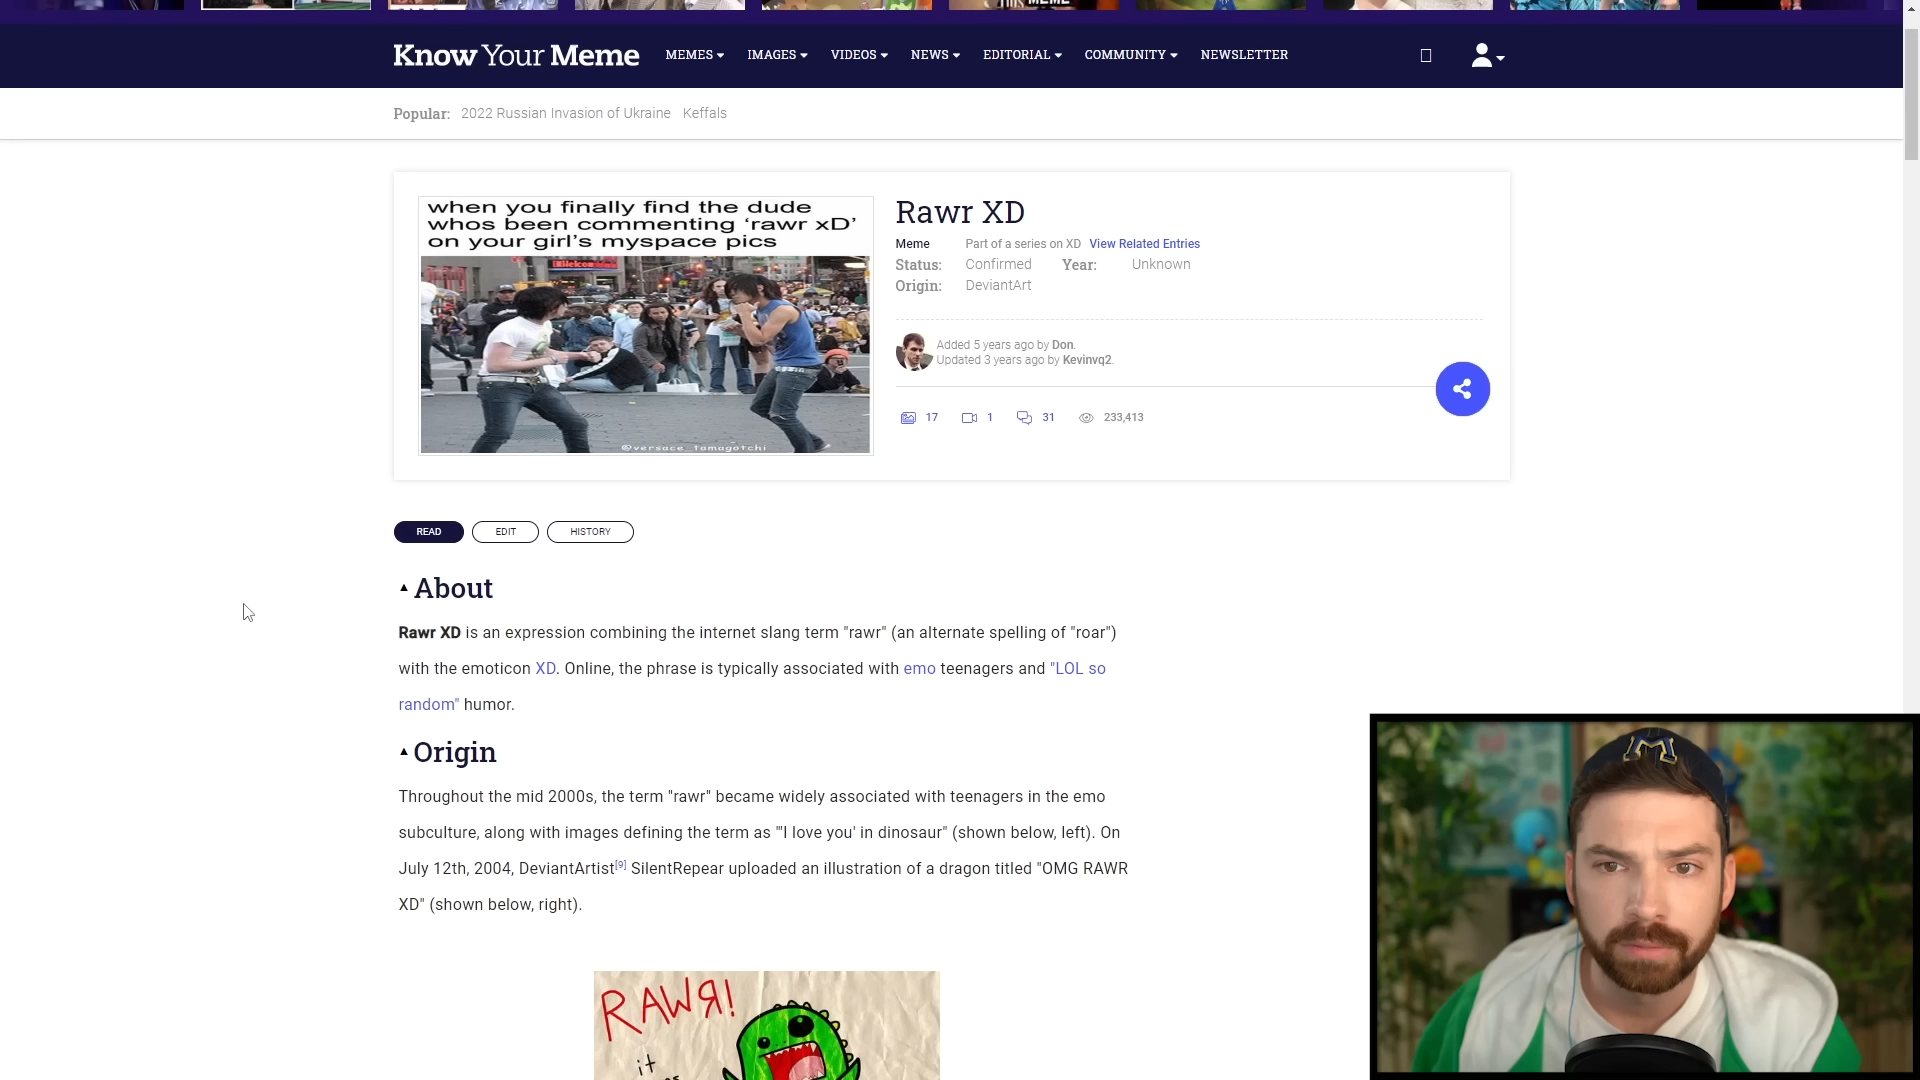 MEME
Know Your Meme MEMES IMAGES VIDEOS NEWS EDITORIAL COMMUNITY NEWSLETTER
Popular: 2022 Russian Invasion of Ukraine Keffals
when you finally find the dude
whos been commenting ‘rawr xD’
on your girl’s myspace pics
@versace_tamagotchi
Rawr XD
Meme Part of a series on XD View Related Entries
Status: Confirmed Year: Unknown
Origin: DeviantArt
Added 5 years ago by Don.
Updated 3 years ago by Kevinvq2.
17 1 31 233,413
READ EDIT HISTORY
About
Rawr XD is an expression combining the internet slang term "rawr" (an alternate spelling of "roar")
with the emoticon XD. Online, the phrase is typically associated with emo teenagers and "LOL so
random" humor.
Origin
Throughout the mid 2000s, the term "rawr" became widely associated with teenagers in the emo
subculture, along with images defining the term as "'I love you' in dinosaur" (shown below, left). On
July 12th, 2004, DeviantArtist[9] SilentRepear uploaded an illustration of a dragon titled "OMG RAWR
XD" (shown below, right).
RAWR!
it
M